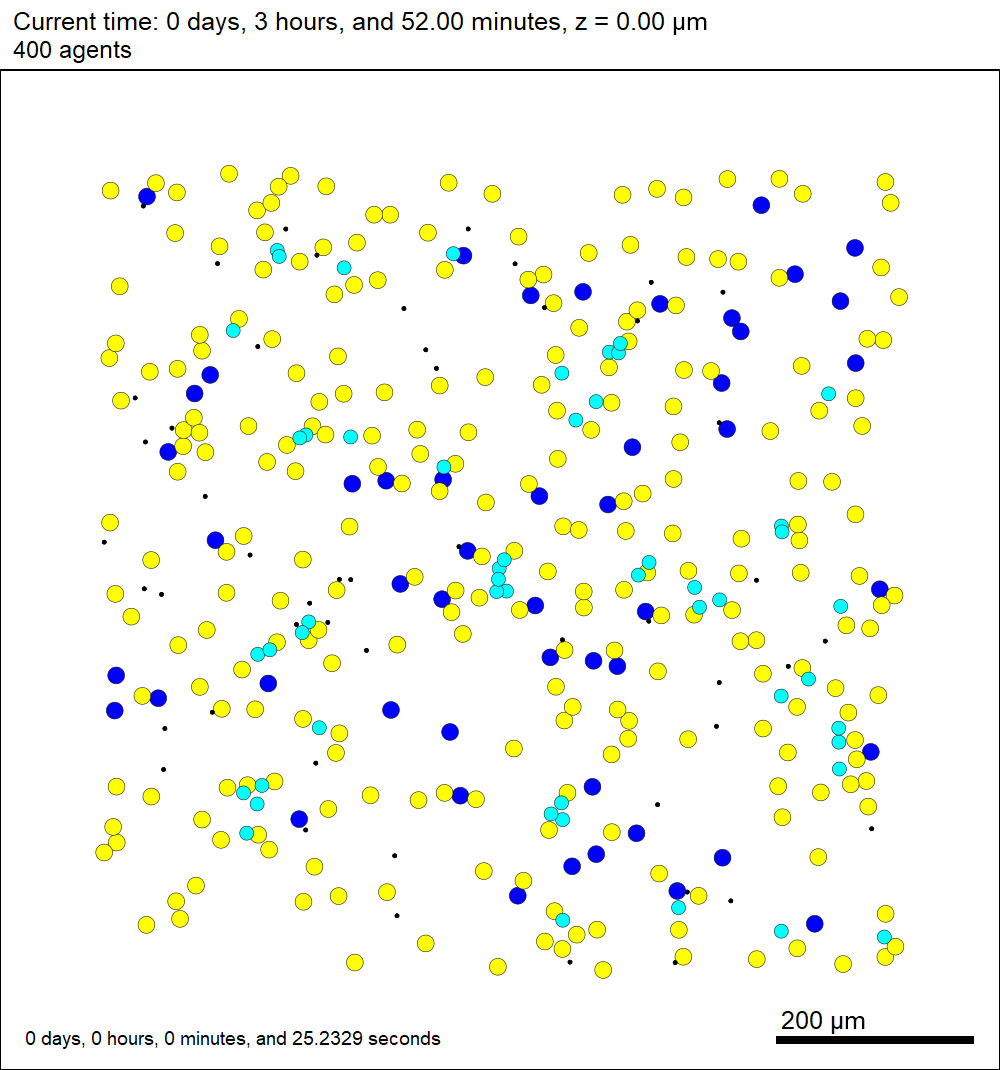 Current time: 0 days, 3 hours, and 52.00 minutes, z = 0.00 µm
400 agents
200 µm
0 days, 0 hours, 0 minutes, and 25.2329 seconds